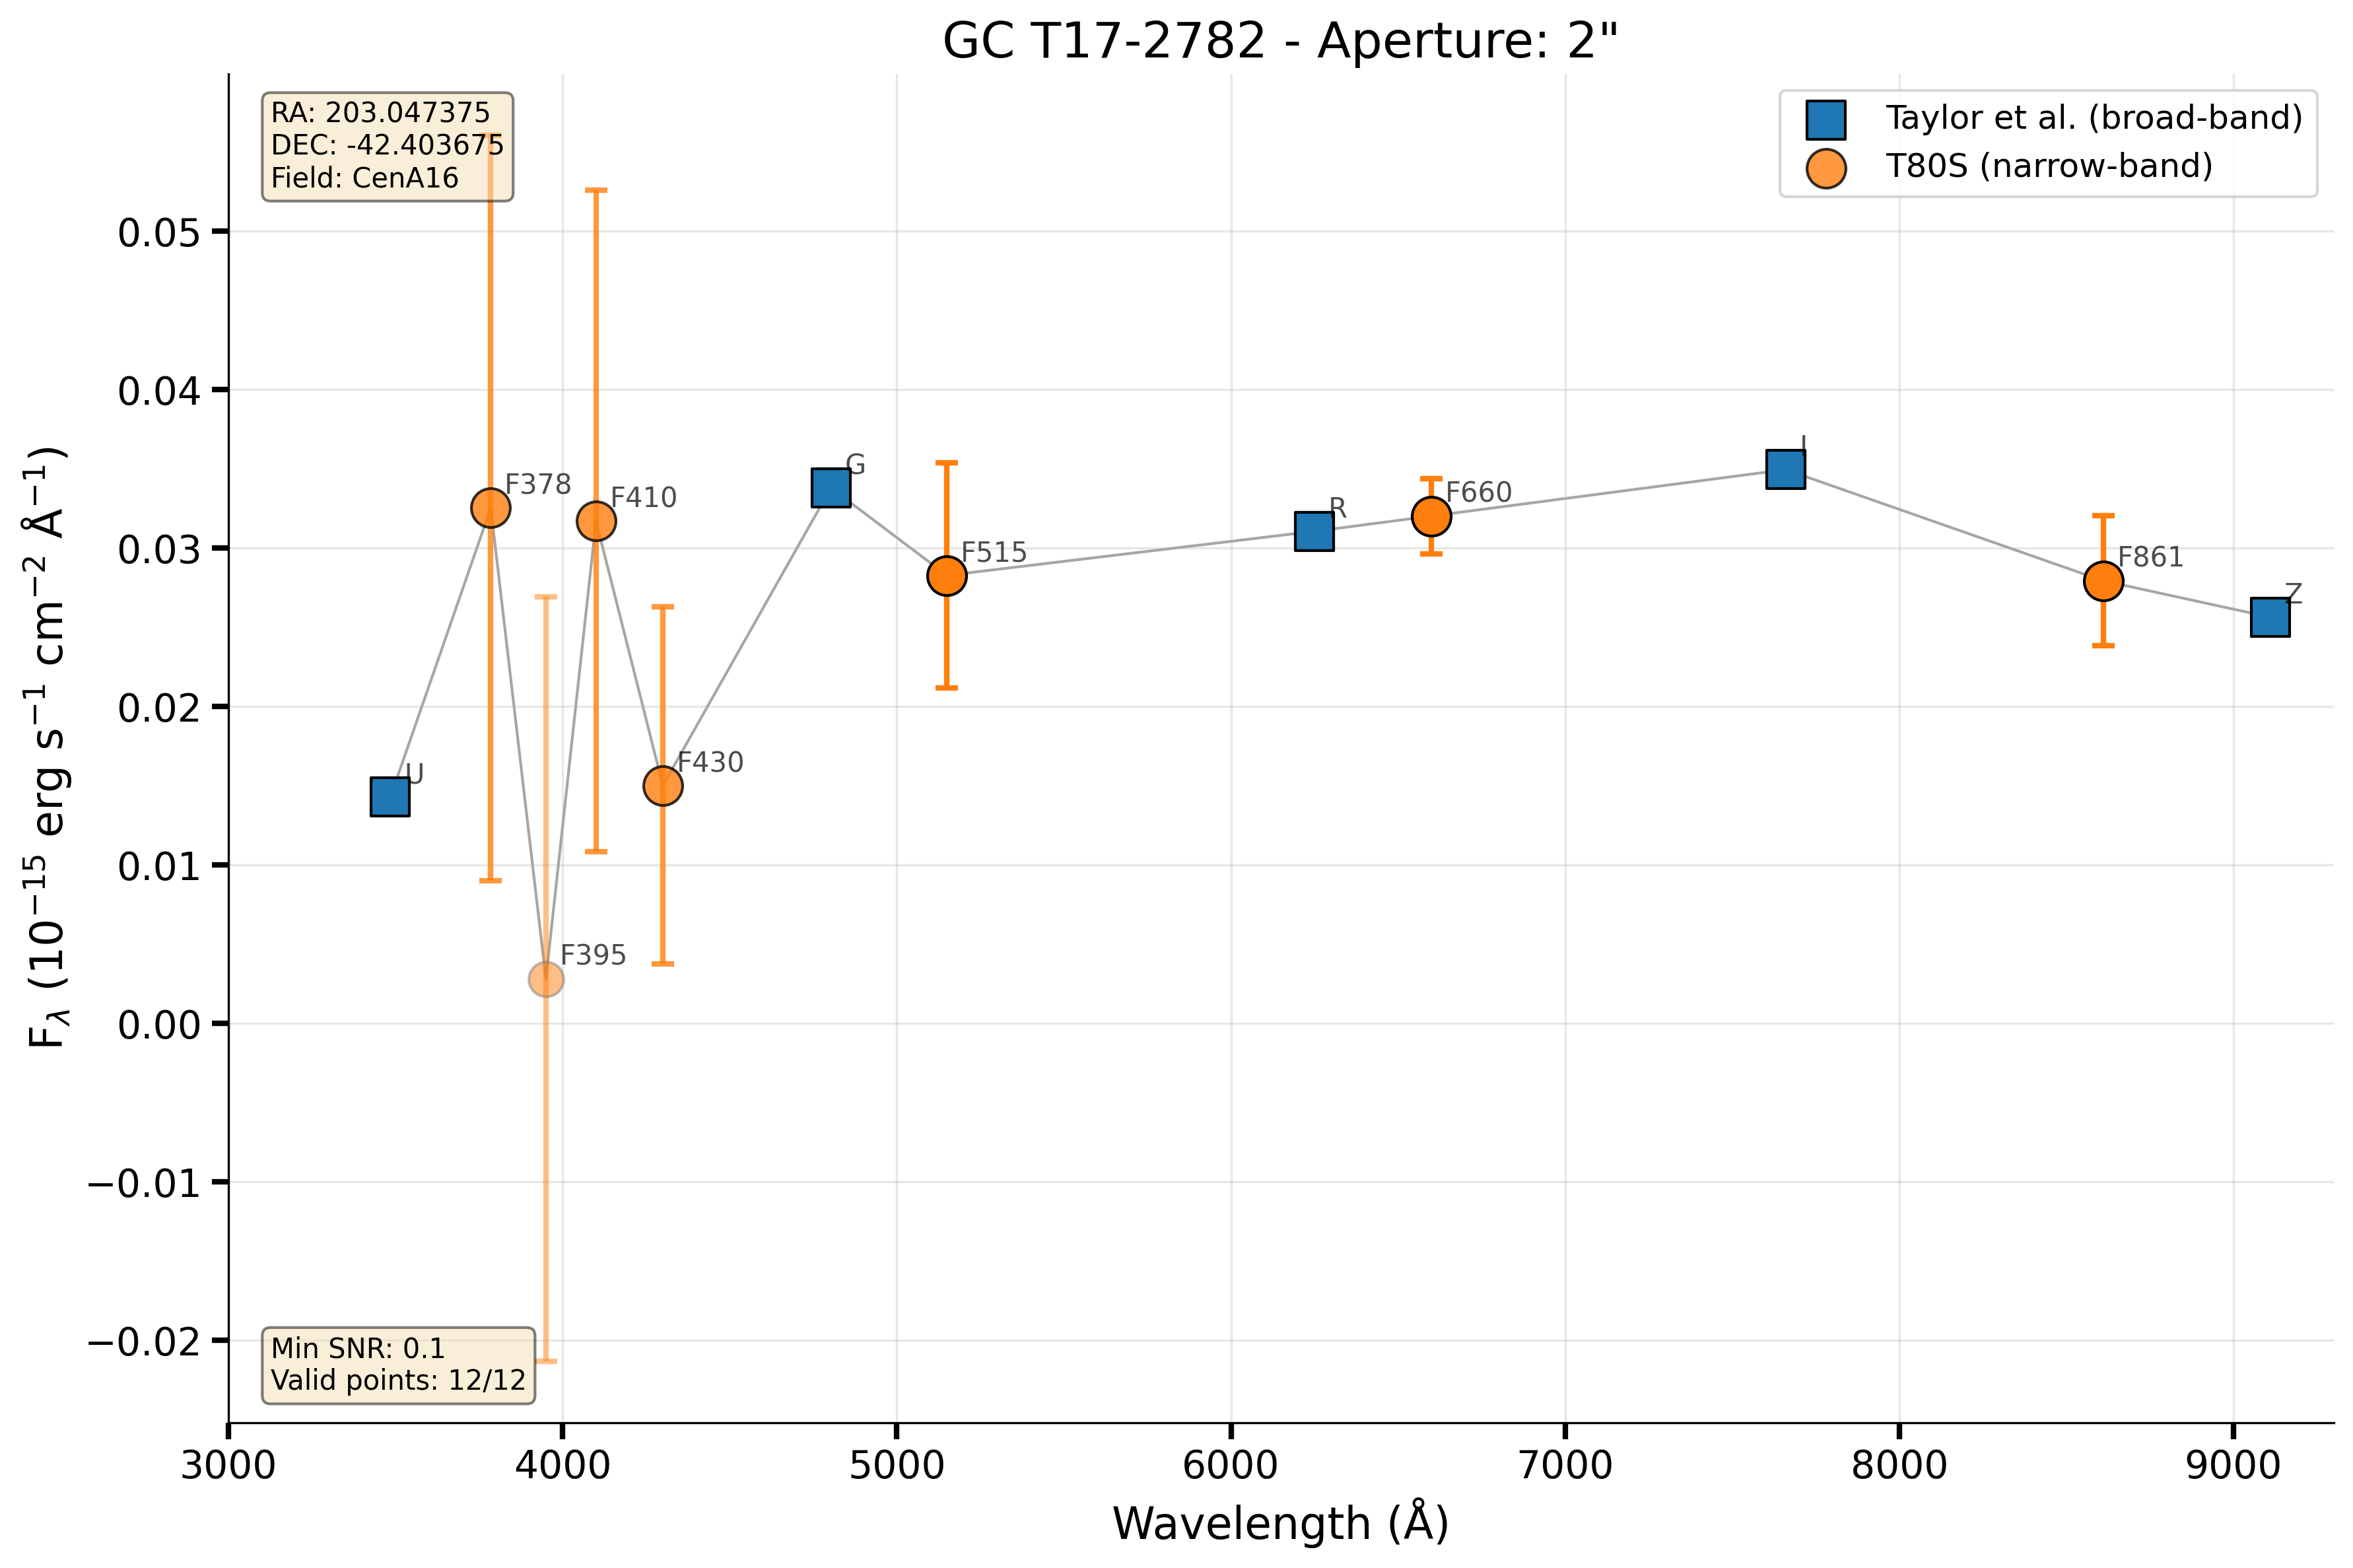 GC T17-2782 - Aperture: 2"
RA: 203.047375
DEC: -42.403675
Field: CenA16
Taylor et al. (broad-band)
T80S (narrow-band)
0.05
0.04
0.03
0.02
0.01
0.00
−0.01
−0.02
F_λ (10⁻¹⁵ erg s⁻¹ cm⁻² Å⁻¹)
U
F378
F395
F410
F430
G
F515
R
F660
I
F861
Z
Min SNR: 0.1
Valid points: 12/12
3000 4000 5000 6000 7000 8000 9000
Wavelength (Å)